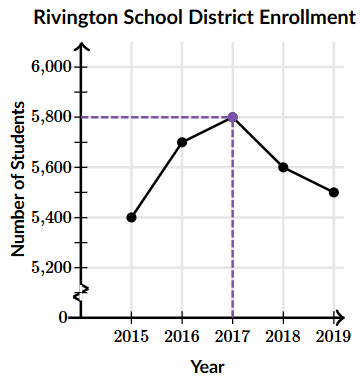 Rivington School District Enrollment
Number of Students
6,000
5,800
5,600
5,400
5,200
0
2015 2016 2017 2018 2019
Year